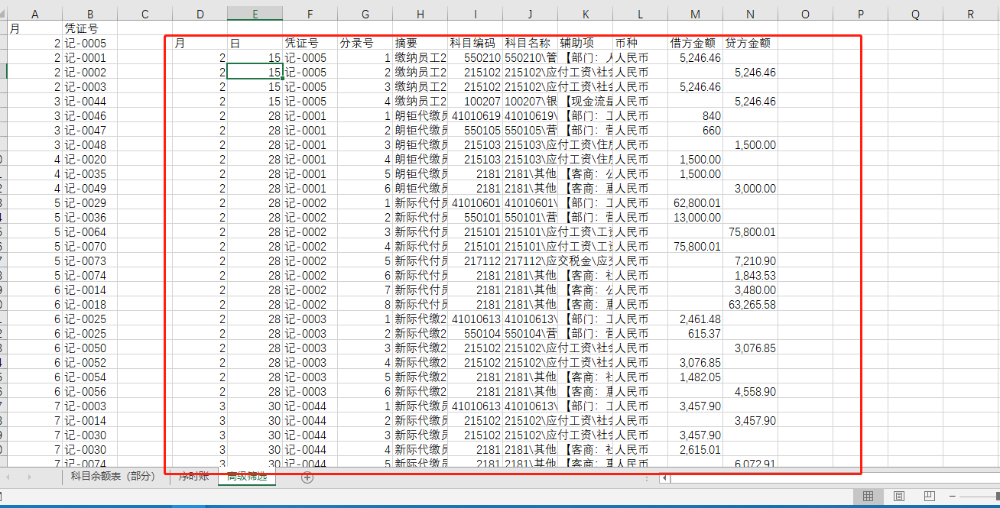 A B C D E F G H I J K L M N O P Q R
月 凭证号
2 记-0005 月 日 凭证号 分录号 摘要 科目编码 科目名称 辅助项 币种 借方金额 贷方金额
2 记-0001 2 15 记-0005 1 缴纳员工2 550210 550210\管 【部门: 人民币 5,246.46
2 记-0002 2 15 记-0005 2 缴纳员工2 215102 215102\应付工资\社会 人民币 5,246.46
2 记-0003 2 15 记-0005 3 缴纳员工2 215102 215102\应付工资\社会 人民币 5,246.46
3 记-0044 2 15 记-0005 4 缴纳员工2 100207 100207\银 【现金流量 人民币 5,246.46
3 记-0046 2 28 记-0001 1 朗钜代缴员 41010619 41010619\ 【部门: 工 人民币 840
3 记-0047 2 28 记-0001 2 朗钜代缴员 550105 550105\营 【部门: 营 人民币 660
3 记-0048 2 28 记-0001 3 朗钜代缴员 215103 215103\应付工资\住房 人民币 1,500.00
4 记-0020 2 28 记-0001 4 朗钜代缴员 215103 215103\应付工资\住房 人民币 1,500.00
4 记-0035 2 28 记-0001 5 朗钜代缴员 2181 2181\其他 【客商: 公 人民币 1,500.00
4 记-0049 2 28 记-0001 6 朗钜代缴员 2181 2181\其他 【客商: 惠 人民币 3,000.00
5 记-0029 2 28 记-0002 1 新际代付员 41010601 41010601\ 【部门: 工 人民币 62,800.01
5 记-0036 2 28 记-0002 2 新际代付员 550101 550101\营 【部门: 营 人民币 13,000.00
5 记-0064 2 28 记-0002 3 新际代付员 215101 215101\应付工资\工资 人民币 75,800.01
5 记-0070 2 28 记-0002 4 新际代付员 215101 215101\应付工资\工资 人民币 75,800.01
5 记-0073 2 28 记-0002 5 新际代付员 217112 217112\应交税金\应交 人民币 7,210.90
5 记-0074 2 28 记-0002 6 新际代付员 2181 2181\其他 【客商: 社 人民币 1,843.53
6 记-0014 2 28 记-0002 7 新际代付员 2181 2181\其他 【客商: 公 人民币 3,480.00
6 记-0018 2 28 记-0002 8 新际代付员 2181 2181\其他 【客商: 惠 人民币 63,265.58
6 记-0025 2 28 记-0003 1 新际代缴2 41010613 41010613\ 【部门: 工 人民币 2,461.48
6 记-0025 2 28 记-0003 2 新际代缴2 550104 550104\营 【部门: 营 人民币 615.37
6 记-0050 2 28 记-0003 3 新际代缴2 215102 215102\应付工资\社会 人民币 3,076.85
6 记-0052 2 28 记-0003 4 新际代缴2 215102 215102\应付工资\社会 人民币 3,076.85
6 记-0054 2 28 记-0003 5 新际代缴2 2181 2181\其他 【客商: 社 人民币 1,482.05
6 记-0056 2 28 记-0003 6 新际代缴2 2181 2181\其他 【客商: 惠 人民币 4,558.90
7 记-0003 3 30 记-0044 1 新际代缴员 41010613 41010613\ 【部门: 工 人民币 3,457.90
7 记-0014 3 30 记-0044 2 新际代缴员 215102 215102\应付工资\社会 人民币 3,457.90
7 记-0030 3 30 记-0044 3 新际代缴员 215102 215102\应付工资\社会 人民币 3,457.90
7 记-0030 3 30 记-0044 4 新际代缴员 2181 2181\其他 【客商: 社 人民币 2,615.01
7 记-0074 3 30 记-0044 5 新际代缴员 2181 2181\其他 【客商: 惠 人民币 6,072.91
科目余额表（部分） 序时账 高级筛选